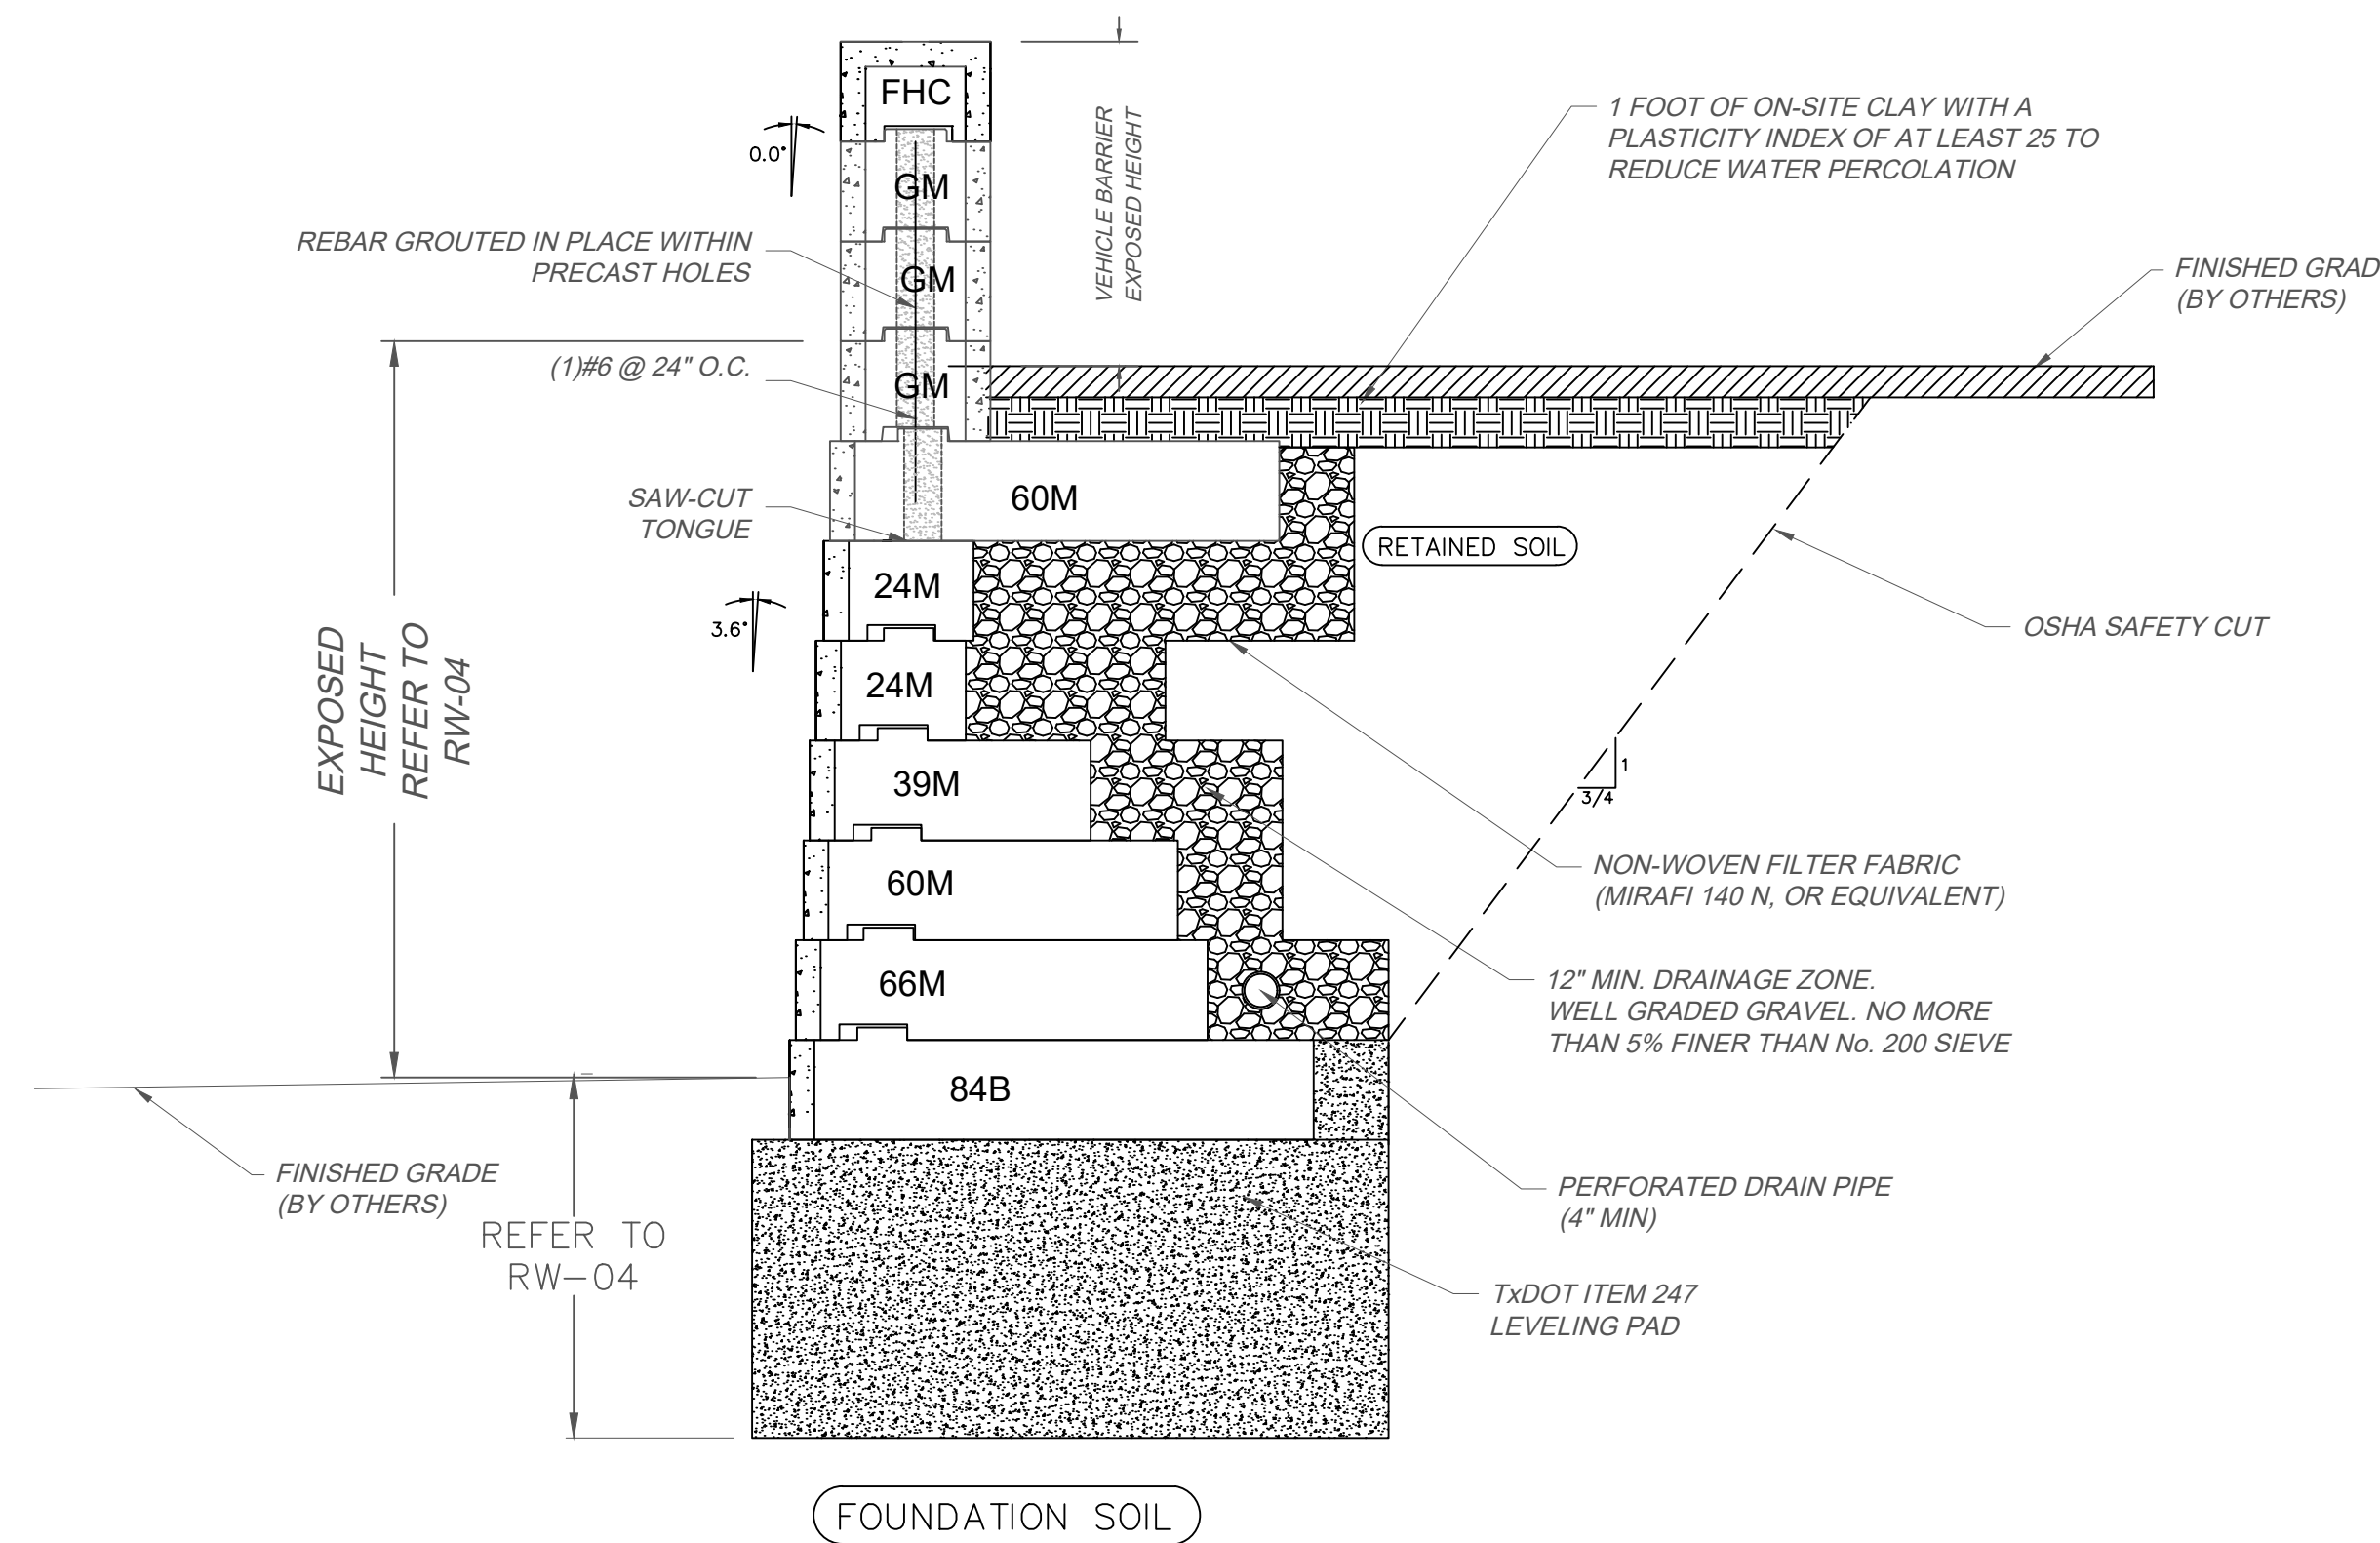 FHC
1 FOOT OF ON-SITE CLAY WITH A
PLASTICITY INDEX OF AT LEAST 25 TO
REDUCE WATER PERCOLATION
VEHICLE BARRIER
EXPOSED HEIGHT
0.0°
GM
REBAR GROUTED IN PLACE WITHIN
PRECAST HOLES
GM
FINISHED GRAD
(BY OTHERS)
(1)#6 @ 24" O.C.
GM
SAW-CUT
TONGUE
60M
RETAINED SOIL
24M
3.6°
OSHA SAFETY CUT
EXPOSED
HEIGHT
REFER TO
RW-04
24M
39M
1
3/4
60M
NON-WOVEN FILTER FABRIC
(MIRAFI 140 N, OR EQUIVALENT)
66M
12" MIN. DRAINAGE ZONE.
WELL GRADED GRAVEL. NO MORE
THAN 5% FINER THAN No. 200 SIEVE
84B
FINISHED GRADE
(BY OTHERS)
PERFORATED DRAIN PIPE
(4" MIN)
REFER TO
RW-04
TxDOT ITEM 247
LEVELING PAD
FOUNDATION SOIL